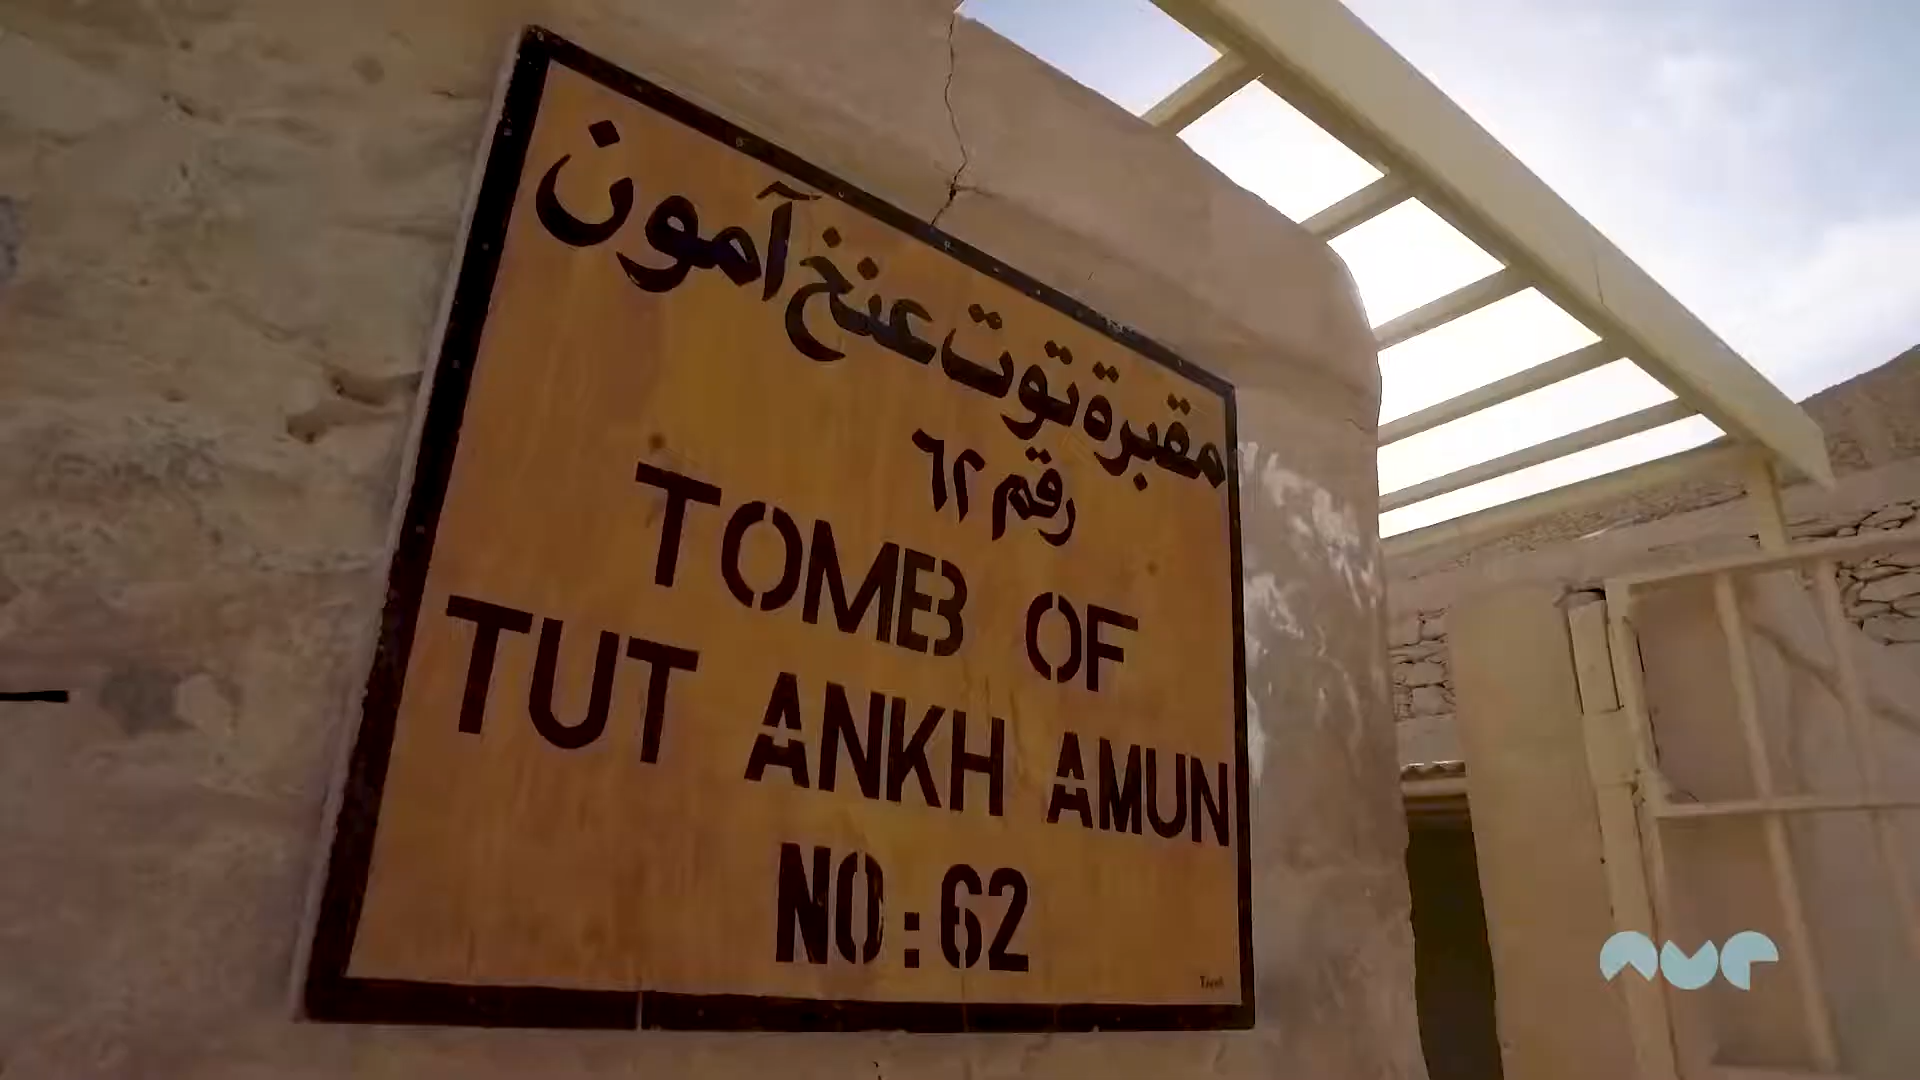 مقبرة توت عنخ آمون
رقم ٦٢
TOMB OF
TUT ANKH AMUN
NO: 62